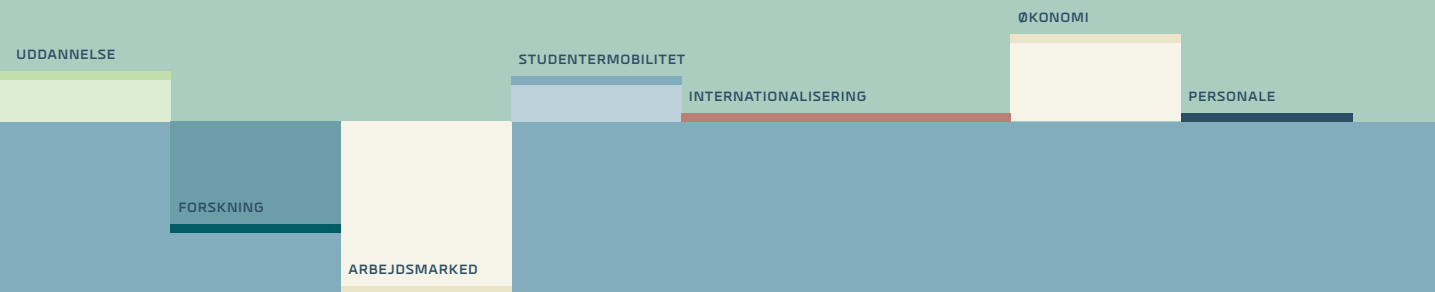 UDDANNELSE
FORSKNING
ARBEJDSMARKED
STUDENTERMOBILITET
INTERNATIONALISERING
ØKONOMI
PERSONALE